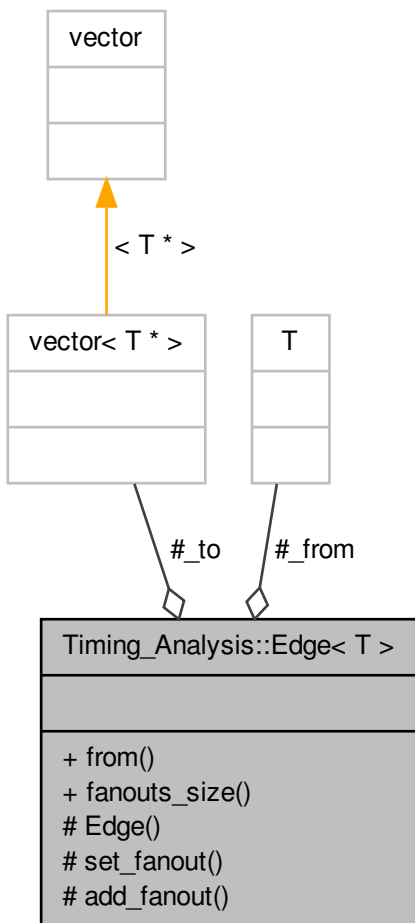 vector
< T * >
vector< T * >
T
#_to
#_from
Timing_Analysis::Edge< T >
+ from()
+ fanouts_size()
# Edge()
# set_fanout()
# add_fanout()